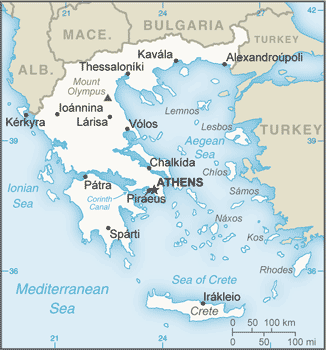 21
24
27
BULGARIA
MACE.
TURKEY
ALB.
Kavála
Alexandroúpoli
Thessaloníki
Mount
Olympus
Ioánnina
Lárisa
Kérkyra
Vólos
Lemnos
39
39
TURKEY
Lesbos
Aegean
Sea
Chalkída
Chios
Ionian
Sea
Pátra
ATHENS
Corinth
Canal
Piraeus
Sámos
Spárti
Náxos
Kos
Rhodes
36
36
Mediterranean
Sea
Sea of Crete
Irákleio
Crete
0
50
100 km
0
50
100 mi
21
24